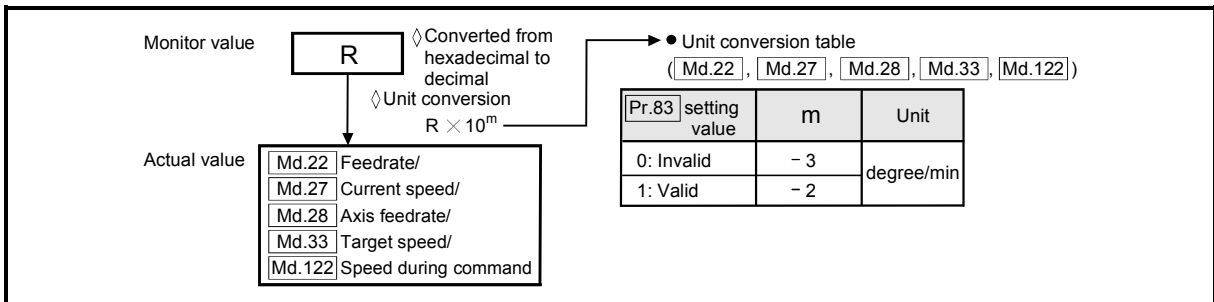 Monitor value
R
◊Converted from
hexadecimal to
decimal
◊Unit conversion
R × 10^m
● Unit conversion table
( Md.22 , Md.27 , Md.28 , Md.33 , Md.122 )
Pr.83 setting value m Unit
0: Invalid − 3 degree/min
1: Valid − 2
Actual value
Md.22 Feedrate/
Md.27 Current speed/
Md.28 Axis feedrate/
Md.33 Target speed/
Md.122 Speed during command